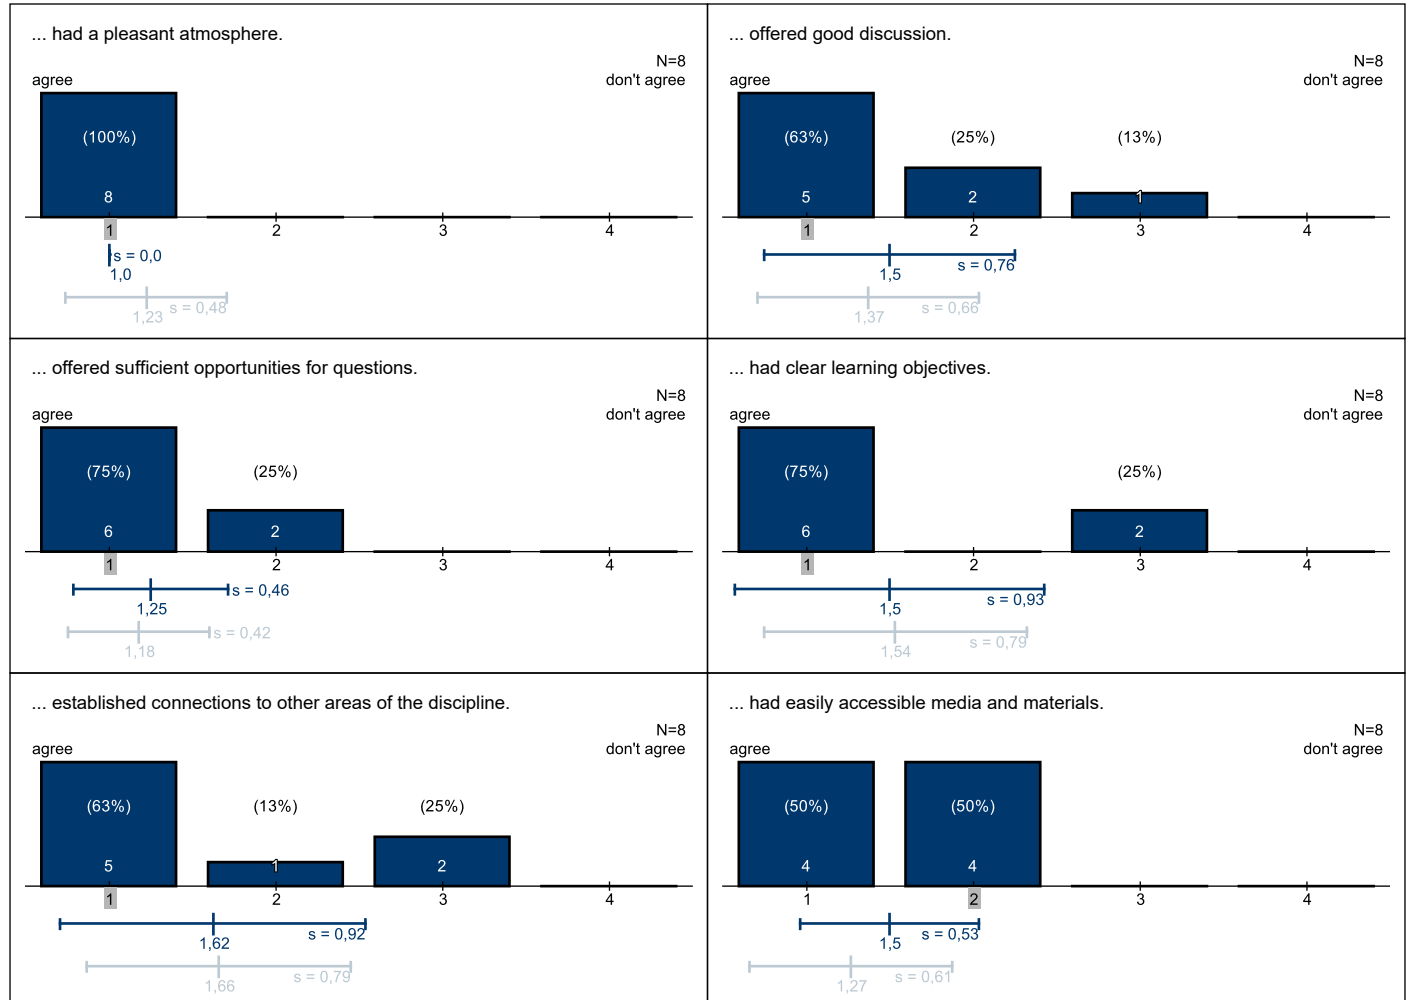 ... had a pleasant atmosphere.
N=8
agree don't agree
(100%)
8
1 2 3 4
s = 0,0
1,0
s = 0,48
1,23
... offered good discussion.
N=8
agree don't agree
(63%) (25%) (13%)
5 2 1
1 2 3 4
s = 0,76
1,5
s = 0,66
1,37
... offered sufficient opportunities for questions.
N=8
agree don't agree
(75%) (25%)
6 2
1 2 3 4
s = 0,46
1,25
s = 0,42
1,18
... had clear learning objectives.
N=8
agree don't agree
(75%) (25%)
6 2
1 2 3 4
s = 0,93
1,5
s = 0,79
1,54
... established connections to other areas of the discipline.
N=8
agree don't agree
(63%) (13%) (25%)
5 1 2
1 2 3 4
s = 0,92
1,62
s = 0,79
1,66
... had easily accessible media and materials.
N=8
agree don't agree
(50%) (50%)
4 4
1 2 3 4
s = 0,53
1,5
s = 0,61
1,27